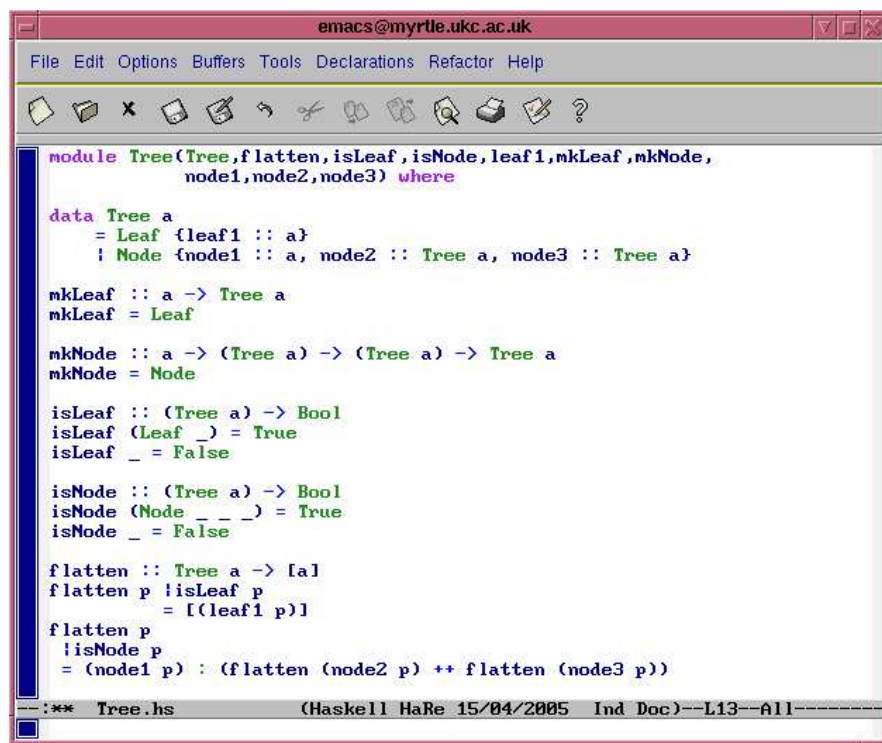 emacs@myrtle.ukc.ac.uk
File Edit Options Buffers Tools Declarations Refactor Help
module Tree(Tree,flatten,isLeaf,isNode,leaf1,mkLeaf,mkNode,
            node1,node2,node3) where
data Tree a
    = Leaf {leaf1 :: a}
    | Node {node1 :: a, node2 :: Tree a, node3 :: Tree a}
mkLeaf :: a -> Tree a
mkLeaf = Leaf
mkNode :: a -> (Tree a) -> (Tree a) -> Tree a
mkNode = Node
isLeaf :: (Tree a) -> Bool
isLeaf (Leaf _) = True
isLeaf _ = False
isNode :: (Tree a) -> Bool
isNode (Node _ _ _) = True
isNode _ = False
flatten :: Tree a -> [a]
flatten p |isLeaf p
          = [(leaf1 p)]
flatten p
 |isNode p
 = (node1 p) : (flatten (node2 p) ++ flatten (node3 p))
--:** Tree.hs (Haskell HaRe 15/04/2005 Ind Doc)--L13--All--------